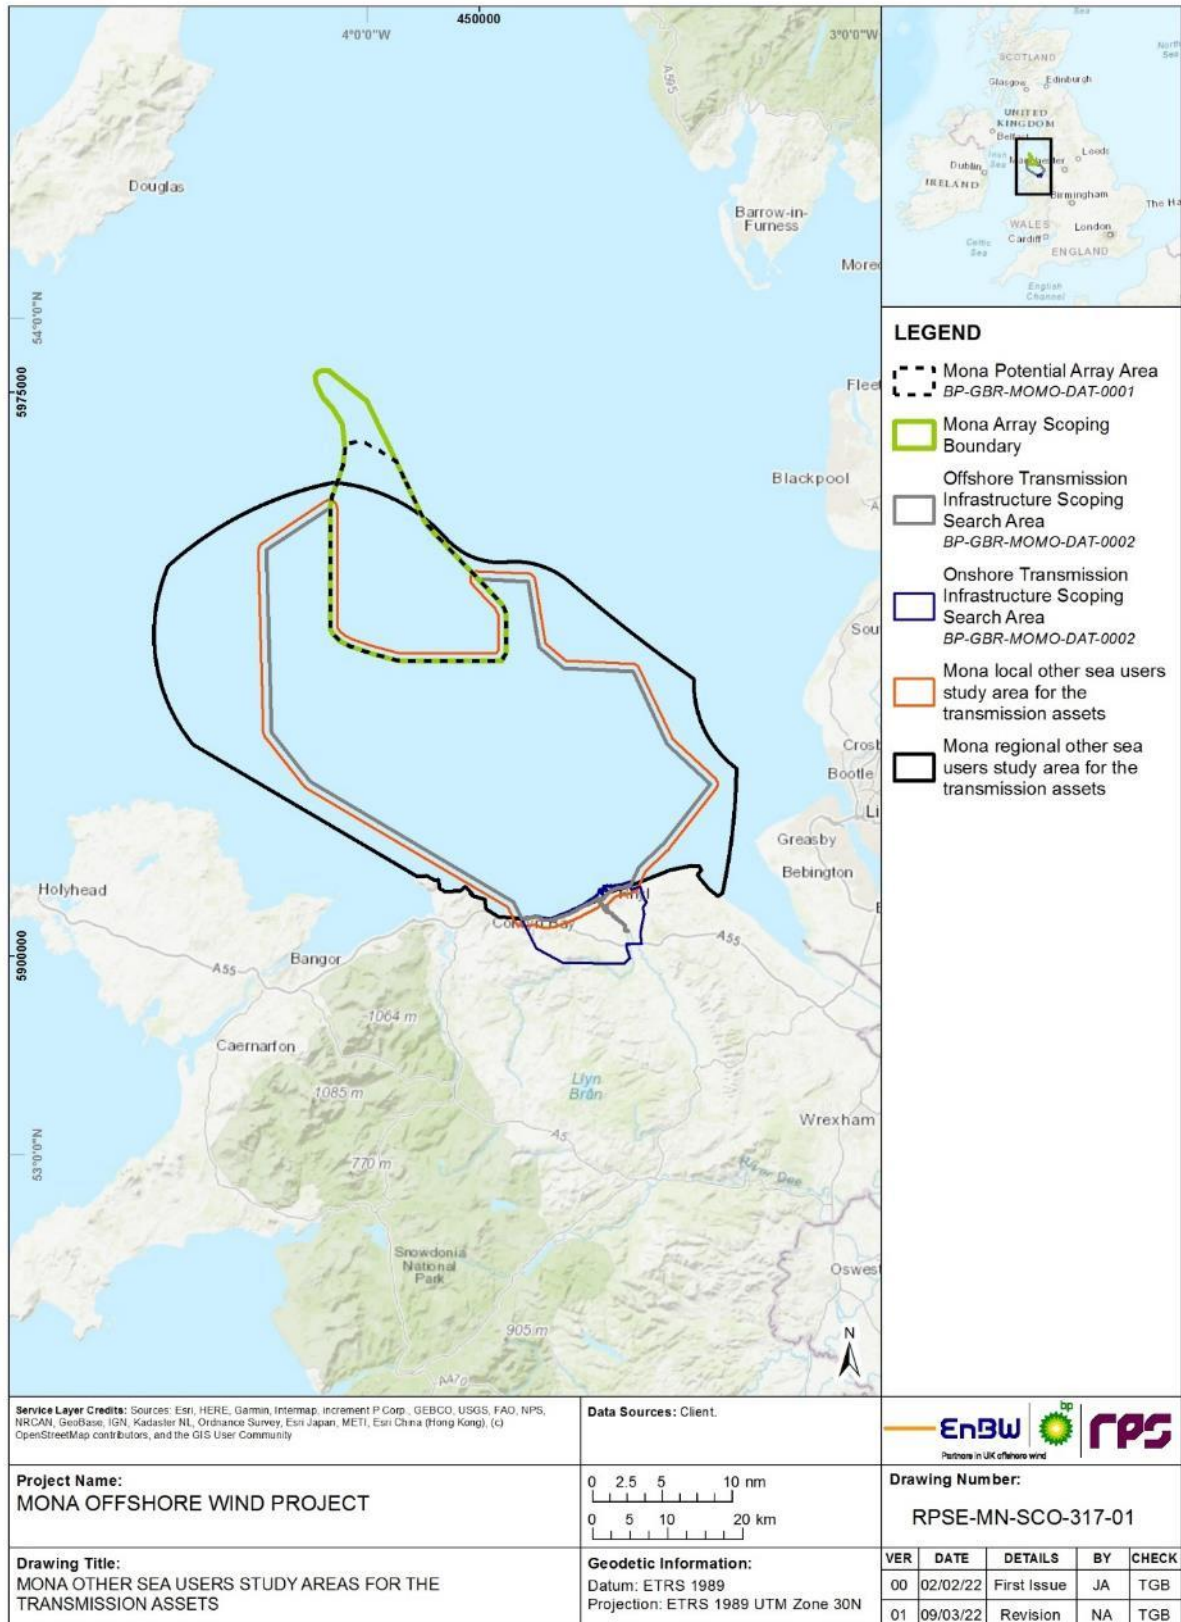 450000
4°0'0"W
3°0'0"W
A595
Douglas
Barrow-in-
Furness
54°0'0"N
5975000
Blackpool
Greasby
Bootle
Bebington
Holyhead
A55
Bangor
A55
5900000
Caernarfon
1064 m
1085 m
Llyn
Brân
Wrexham
A5
770 m
River Dee
53°0'0"N
Snowdonia
National
Park
905 m
A470
N
Sea
SCOTLAND
North
Sea
Glasgow
Edinburgh
UNITED
KINGDOM
Irish
Sea
Leeds
Dublin
IRELAND
Birmingham
The Ha
WALES
London
Cardiff
Celtic
Sea
ENGLAND
English
Channel
LEGEND
Mona Potential Array Area
BP-GBR-MOMO-DAT-0001
Mona Array Scoping
Boundary
Offshore Transmission
Infrastructure Scoping
Search Area
BP-GBR-MOMO-DAT-0002
Onshore Transmission
Infrastructure Scoping
Search Area
BP-GBR-MOMO-DAT-0002
Mona local other sea users
study area for the
transmission assets
Mona regional other sea
users study area for the
transmission assets
Service Layer Credits: Sources: Esri, HERE, Garmin, Intermap, increment P Corp., GEBCO, USGS, FAO, NPS,
NRCAN, GeoBase, IGN, Kadaster NL, Ordnance Survey, Esri Japan, METI, Esri China (Hong Kong), (c)
OpenStreetMap contributors, and the GIS User Community
Data Sources: Client.
EnBW bp rps
Partners in UK offshore wind
Project Name:
MONA OFFSHORE WIND PROJECT
0 2.5 5 10 nm
0 5 10 20 km
Drawing Number:
RPSE-MN-SCO-317-01
Drawing Title:
MONA OTHER SEA USERS STUDY AREAS FOR THE
TRANSMISSION ASSETS
Geodetic Information:
Datum: ETRS 1989
Projection: ETRS 1989 UTM Zone 30N
VER DATE DETAILS BY CHECK
00 02/02/22 First Issue JA TGB
01 09/03/22 Revision NA TGB